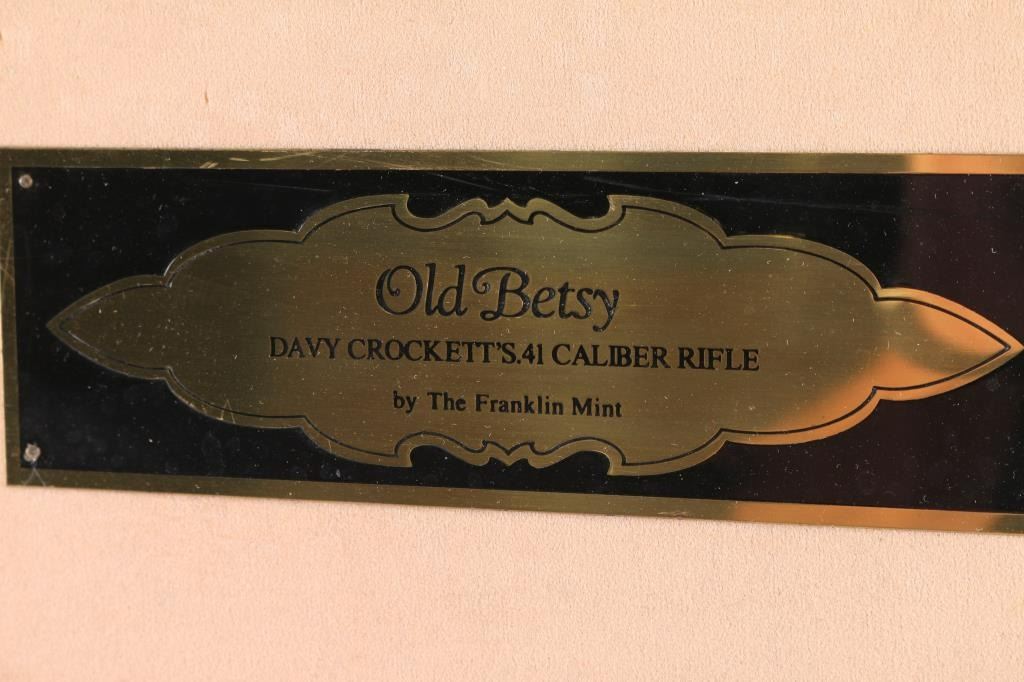 Old Betsy
DAVY CROCKETT'S .41 CALIBER RIFLE
by The Franklin Mint